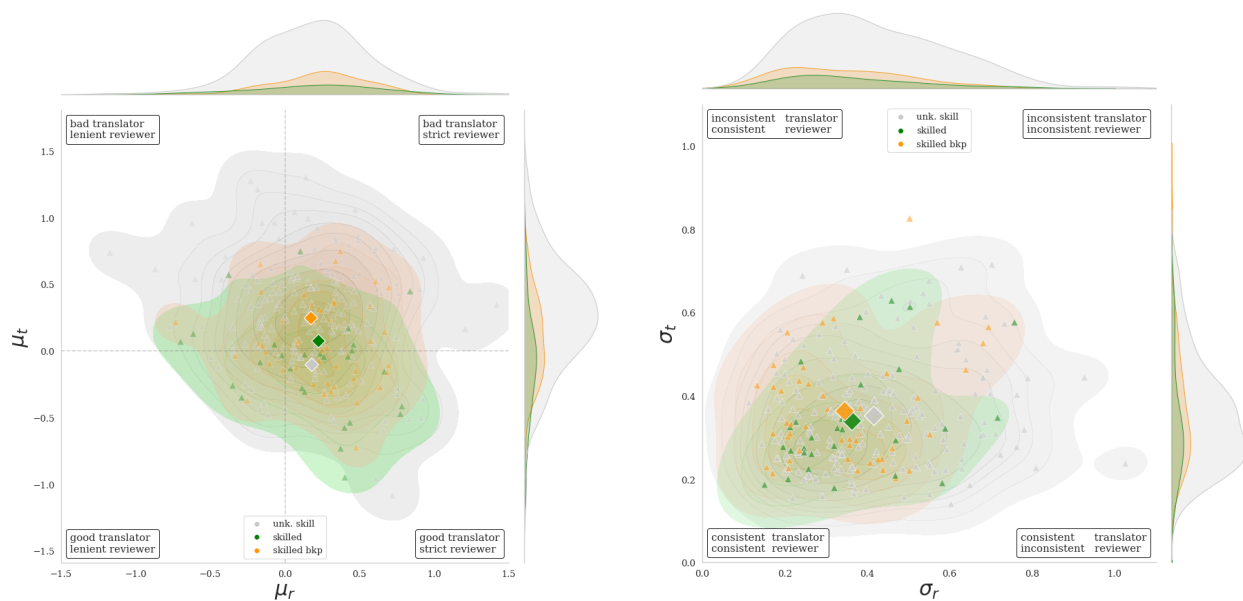 bad translator
lenient reviewer
bad translator
strict reviewer
1.5
1.0
0.5
0.0
−0.5
−1.0
−1.5
μt
good translator
lenient reviewer
unk. skill
skilled
skilled bkp
good translator
strict reviewer
−1.5
−1.0
−0.5
0.0
0.5
1.0
1.5
μr
inconsistent translator
consistent reviewer
unk. skill
skilled
skilled bkp
inconsistent translator
inconsistent reviewer
1.0
0.8
0.6
0.4
0.2
0.0
σt
consistent translator
consistent reviewer
consistent translator
inconsistent reviewer
0.0
0.2
0.4
0.6
0.8
1.0
σr